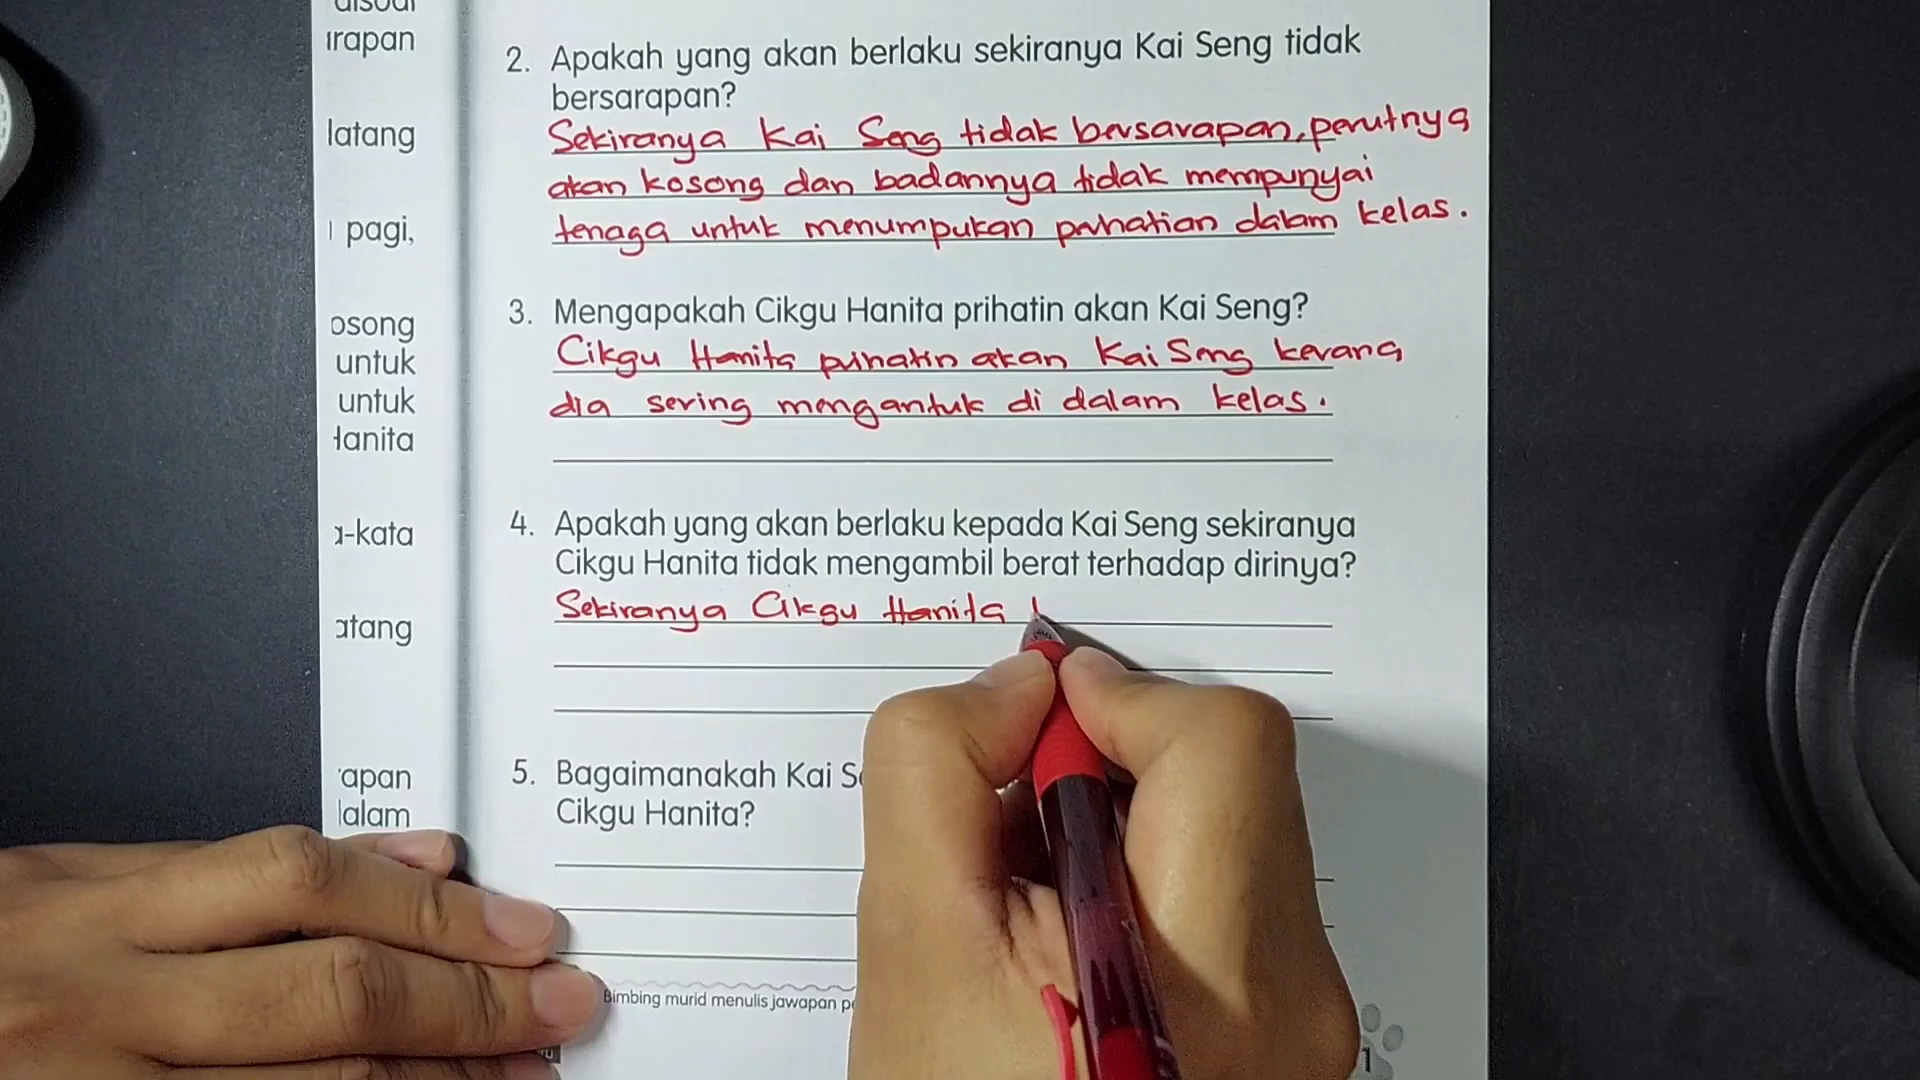 arapan
latang
pagi,
osong
untuk
untuk
Hanita
a-kata
atang
rapan
lalam
2. Apakah yang akan berlaku sekiranya Kai Seng tidak
bersarapan?
Sekiranya Kai Seng tidak bersarapan, perutnya
akan kosong dan badannya tidak mempunyai
tenaga untuk menumpukan perhatian dalam kelas.
3. Mengapakah Cikgu Hanita prihatin akan Kai Seng?
Cikgu Hanita prihatin akan Kai Seng kerana
dia sering mengantuk di dalam kelas.
4. Apakah yang akan berlaku kepada Kai Seng sekiranya
Cikgu Hanita tidak mengambil berat terhadap dirinya?
Sekiranya Cikgu Hanita
5. Bagaimanakah Kai Se
Cikgu Hanita?
Bimbing murid menulis jawapan
1